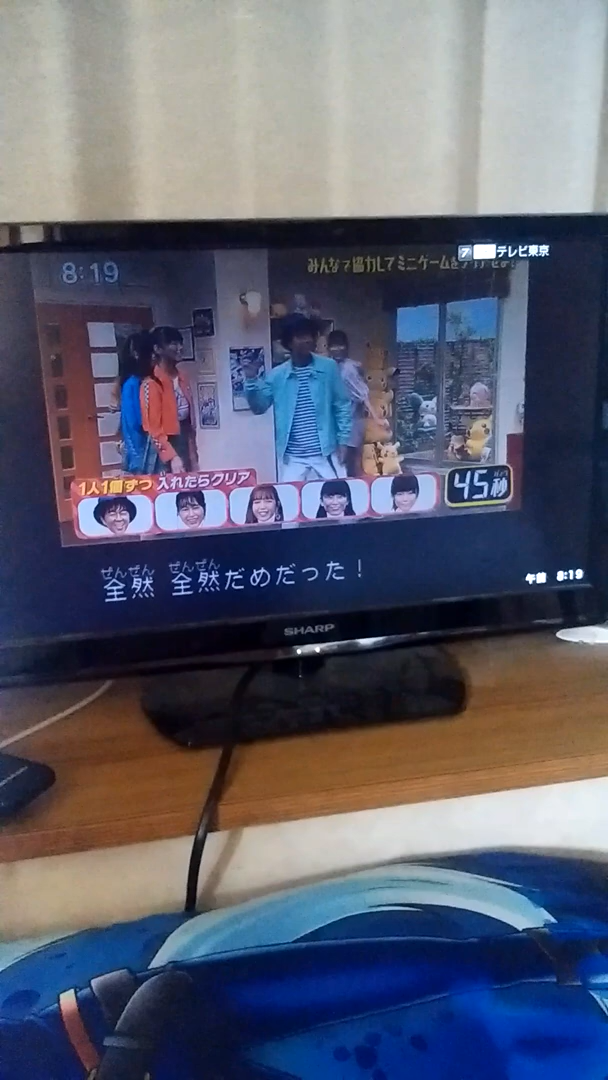 テレビ東京
8:19
みんなで協力してミニゲームをクリアせよ!
1人1個ずつ 入れたらクリア
45秒
びょう
ぜんぜん ぜんぜん
全然 全然だめだった！
午前 8:19
SHARP